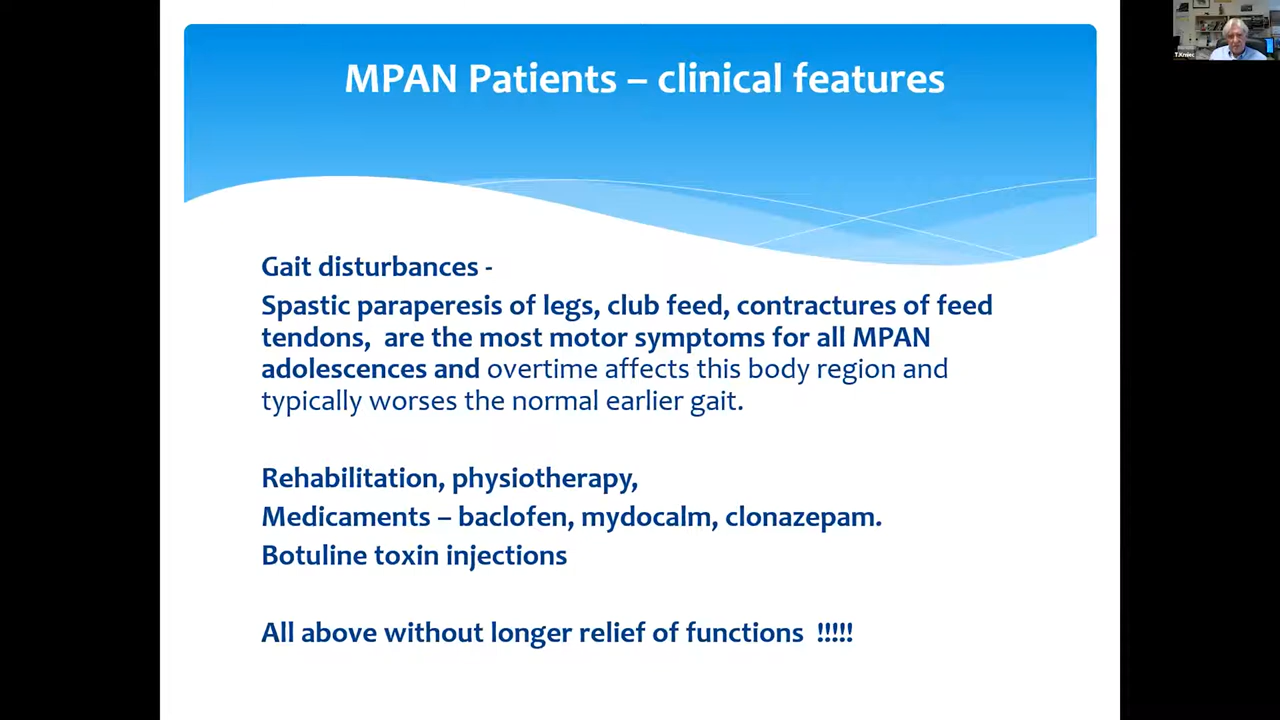 MPAN Patients – clinical features
Gait disturbances -
Spastic paraperesis of legs, club feed, contractures of feed
tendons, are the most motor symptoms for all MPAN
adolescences and overtime affects this body region and
typically worses the normal earlier gait.
Rehabilitation, physiotherapy,
Medicaments – baclofen, mydocalm, clonazepam.
Botuline toxin injections
All above without longer relief of functions !!!!!